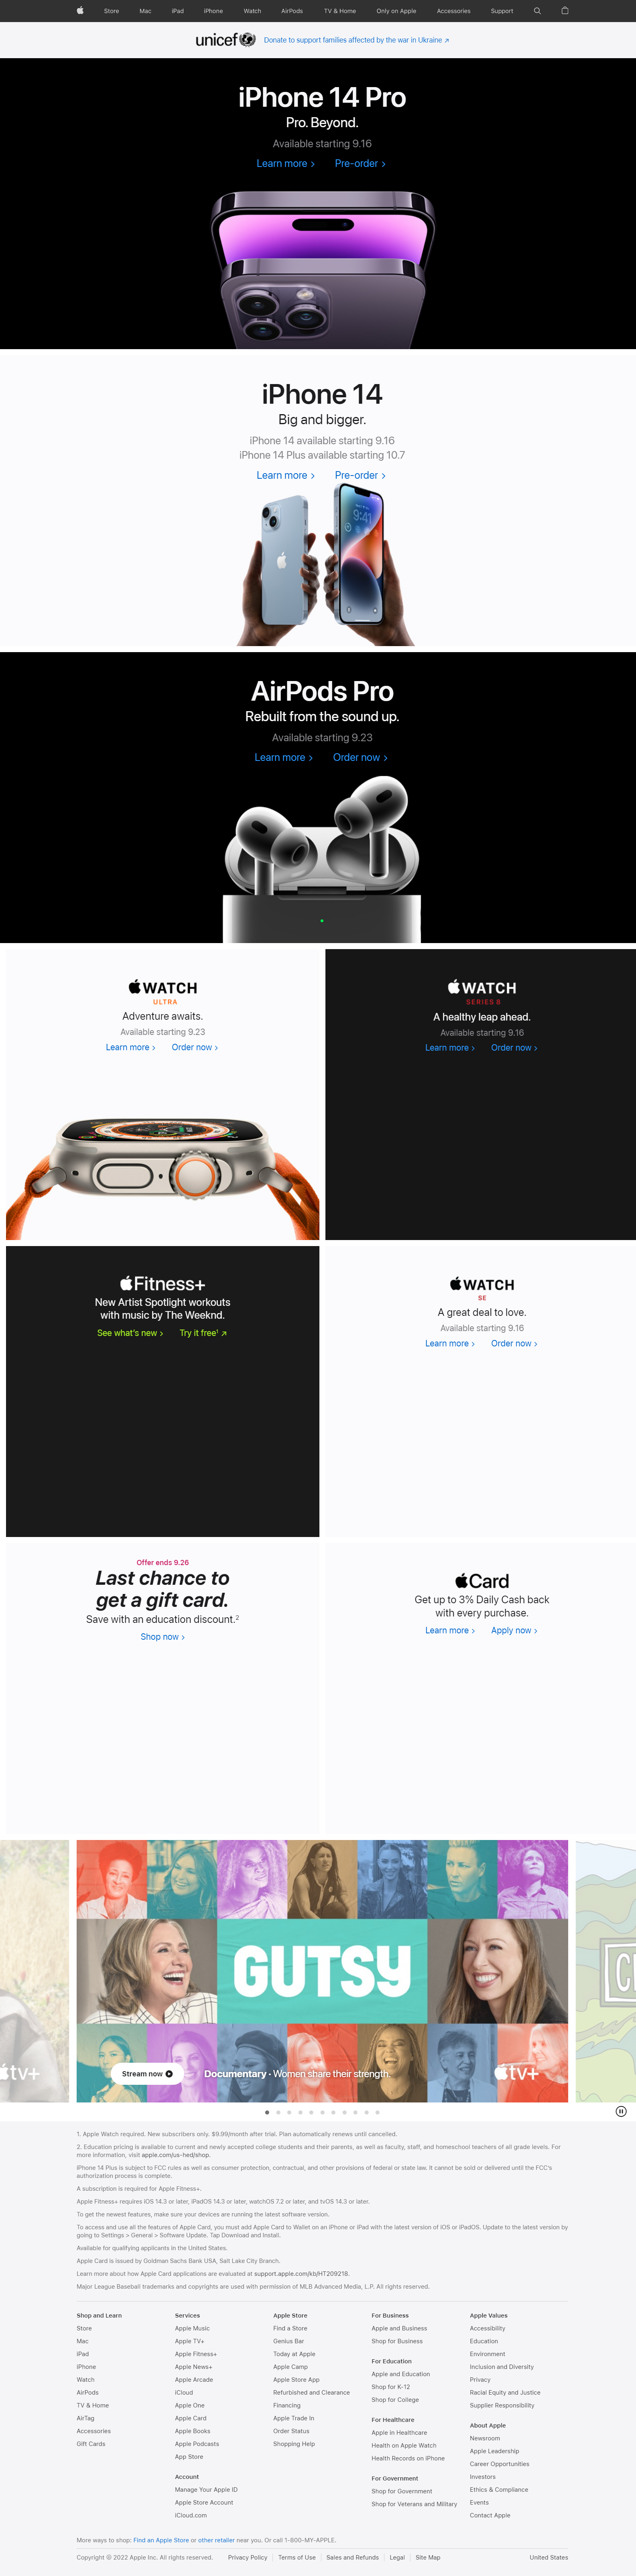 Store Mac iPad iPhone Watch AirPods TV & Home Only on Apple Accessories Support
unicef Donate to support families affected by the war in Ukraine ↗
iPhone 14 Pro
Pro. Beyond.
Available starting 9.16
Learn more > Pre-order >
iPhone 14
Big and bigger.
iPhone 14 available starting 9.16
iPhone 14 Plus available starting 10.7
Learn more > Pre-order >
9:41
AirPods Pro
Rebuilt from the sound up.
Available starting 9.23
Learn more > Order now >
WATCH
ULTRA
Adventure awaits.
Available starting 9.23
Learn more > Order now >
WATCH
SERIES 8
A healthy leap ahead.
Available starting 9.16
Learn more > Order now >
Fitness+
New Artist Spotlight workouts
with music by The Weeknd.
See what's new > Try it free¹ ↗
WATCH
SE
A great deal to love.
Available starting 9.16
Learn more > Order now >
Offer ends 9.26
Last chance to
get a gift card.
Save with an education discount.²
Shop now >
Card
Get up to 3% Daily Cash back
with every purchase.
Learn more > Apply now >
GUTSY
tv+
Stream now Documentary · Women share their strength.
tv+
1. Apple Watch required. New subscribers only. $9.99/month after trial. Plan automatically renews until cancelled.
2. Education pricing is available to current and newly accepted college students and their parents, as well as faculty, staff, and homeschool teachers of all grade levels. For
more information, visit apple.com/us-hed/shop.
iPhone 14 Plus is subject to FCC rules as well as consumer protection, contractual, and other provisions of federal or state law. It cannot be sold or delivered until the FCC's
authorization process is complete.
A subscription is required for Apple Fitness+.
Apple Fitness+ requires iOS 14.3 or later, iPadOS 14.3 or later, watchOS 7.2 or later, and tvOS 14.3 or later.
To get the newest features, make sure your devices are running the latest software version.
To access and use all the features of Apple Card, you must add Apple Card to Wallet on an iPhone or iPad with the latest version of iOS or iPadOS. Update to the latest version by
going to Settings > General > Software Update. Tap Download and Install.
Available for qualifying applicants in the United States.
Apple Card is issued by Goldman Sachs Bank USA, Salt Lake City Branch.
Learn more about how Apple Card applications are evaluated at support.apple.com/kb/HT209218.
Major League Baseball trademarks and copyrights are used with permission of MLB Advanced Media, L.P. All rights reserved.
Shop and Learn
Store
Mac
iPad
iPhone
Watch
AirPods
TV & Home
AirTag
Accessories
Gift Cards
Services
Apple Music
Apple TV+
Apple Fitness+
Apple News+
Apple Arcade
iCloud
Apple One
Apple Card
Apple Books
Apple Podcasts
App Store
Account
Manage Your Apple ID
Apple Store Account
iCloud.com
Apple Store
Find a Store
Genius Bar
Today at Apple
Apple Camp
Apple Store App
Refurbished and Clearance
Financing
Apple Trade In
Order Status
Shopping Help
For Business
Apple and Business
Shop for Business
For Education
Apple and Education
Shop for K-12
Shop for College
For Healthcare
Apple in Healthcare
Health on Apple Watch
Health Records on iPhone
For Government
Shop for Government
Shop for Veterans and Military
Apple Values
Accessibility
Education
Environment
Inclusion and Diversity
Privacy
Racial Equity and Justice
Supplier Responsibility
About Apple
Newsroom
Apple Leadership
Career Opportunities
Investors
Ethics & Compliance
Events
Contact Apple
More ways to shop: Find an Apple Store or other retailer near you. Or call 1-800-MY-APPLE.
Copyright © 2022 Apple Inc. All rights reserved. Privacy Policy | Terms of Use | Sales and Refunds | Legal | Site Map United States